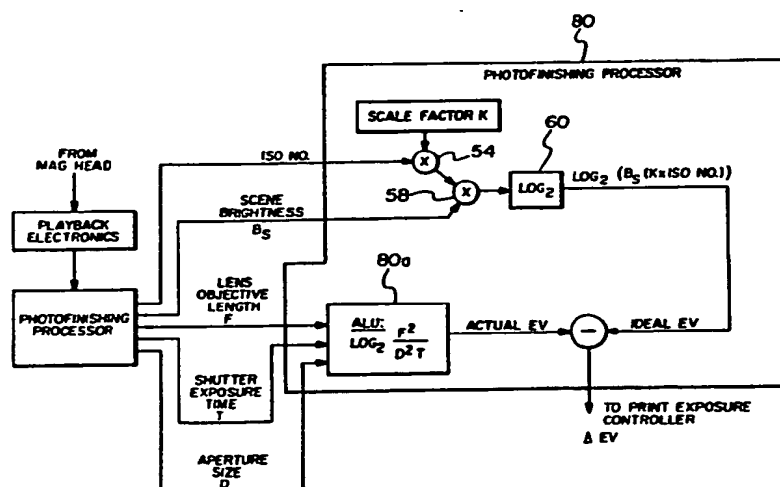 80
PHOTOFINISHING PROCESSOR
SCALE FACTOR K
FROM
MAG HEAD
ISO NO.
X
54
60
LOG2 (BS (K×ISO NO.))
SCENE
BRIGHTNESS
BS
58
X
LOG2
PLAYBACK
ELECTRONICS
LENS
OBJECTIVE
LENGTH
F
80a
PHOTOFINISHING
PROCESSOR
ALU:
LOG2 F2
D2T
ACTUAL EV
−
IDEAL EV
SHUTTER
EXPOSURE
TIME
T
TO PRINT EXPOSURE
CONTROLLER
Δ EV
APERTURE
SIZE
D